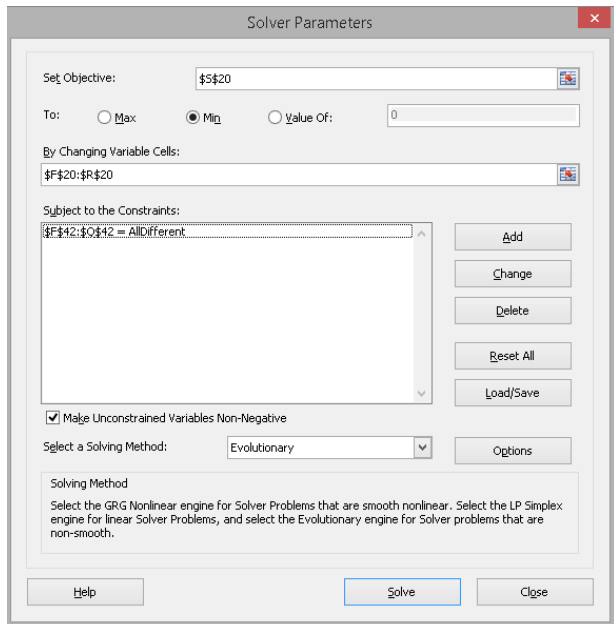 Solver Parameters
Set Objective:
$S$20
To:
Max
Min
Value Of:
0
By Changing Variable Cells:
$F$20:$R$20
Subject to the Constraints:
$F$42:$Q$42 = AllDifferent
Add
Change
Delete
Reset All
Load/Save
Make Unconstrained Variables Non-Negative
Select a Solving Method:
Evolutionary
Options
Solving Method
Select the GRG Nonlinear engine for Solver Problems that are smooth nonlinear. Select the LP Simplex
engine for linear Solver Problems, and select the Evolutionary engine for Solver problems that are
non-smooth.
Help
Solve
Close